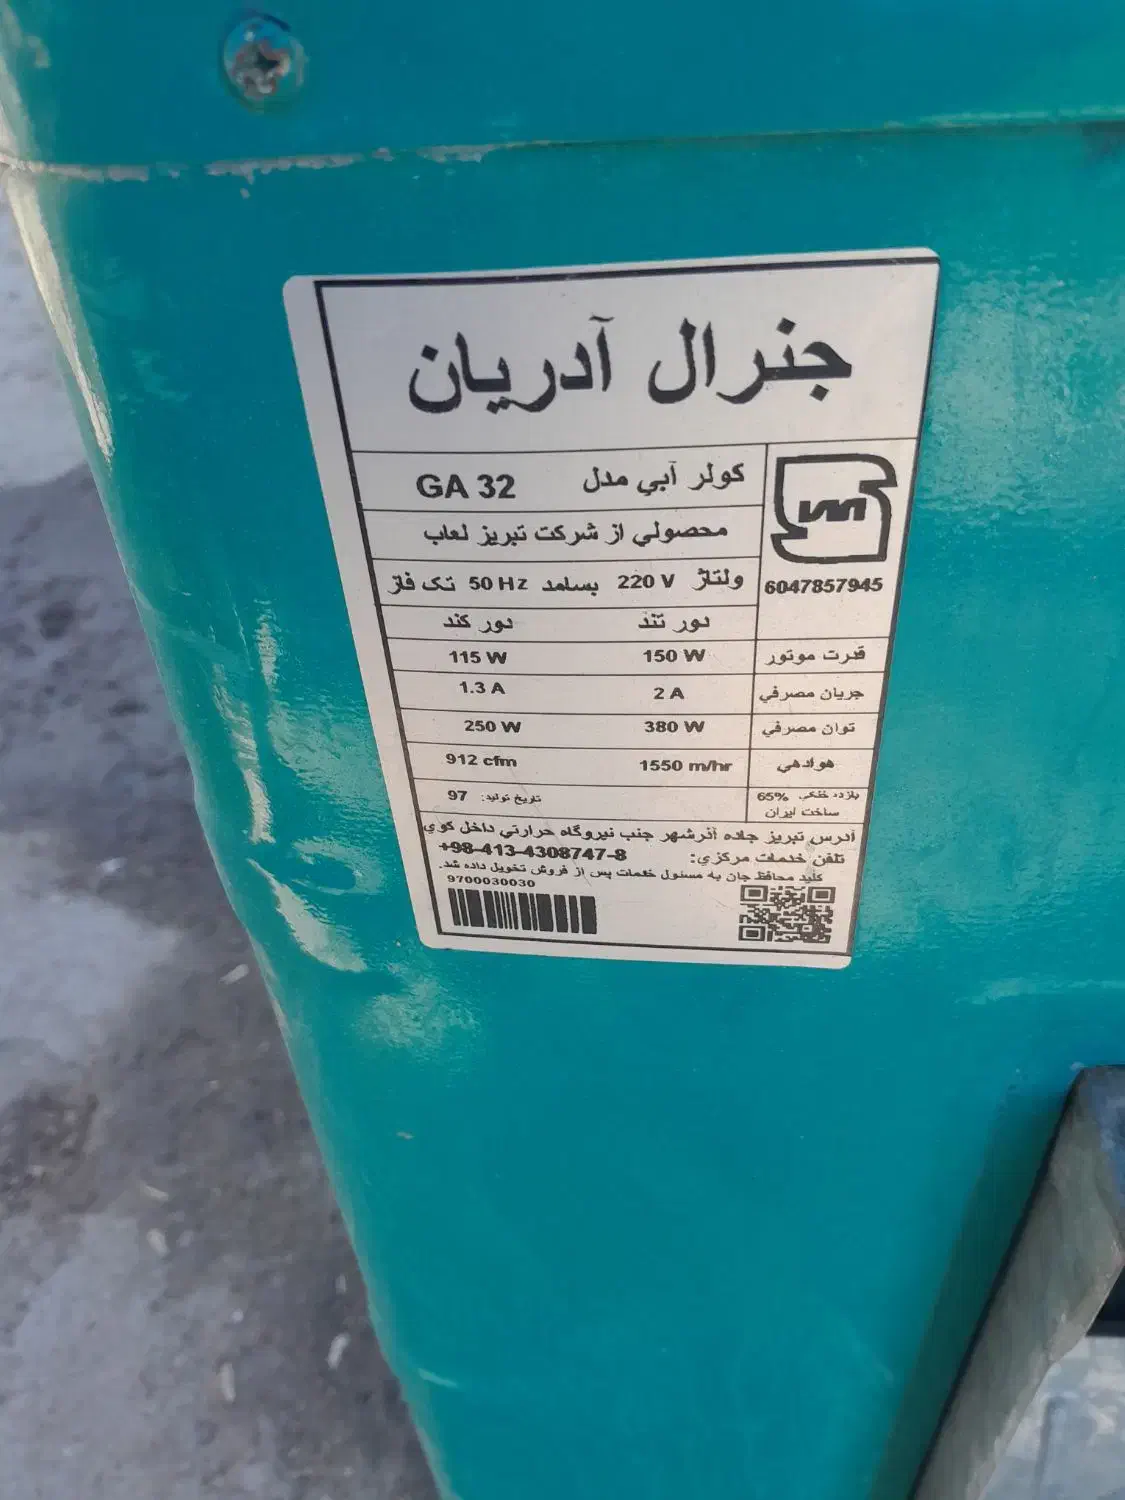 جنرال آدریان
کولر آبي مدل GA 32
محصولي از شرکت تبریز لعاب
ولتاژ 220 V بسامد 50 Hz تک فاز
6047857945
دور تند دور کند
قدرت موتور 150 W 115 W
جریان مصرفي 2 A 1.3 A
توان مصرفي 380 W 250 W
هوادهي 1550 m/hr 912 cfm
بازده خنکي 65%
تاریخ تولید: 97
ساخت ایران
آدرس تبریز جاده آذرشهر جنب نیروگاه حرارتي داخل کوي
تلفن خدمات مرکزي: +98-413-4308747-8
کلید محافظ جان به مسئول خدمات پس از فروش تحویل داده شد.
9700030030